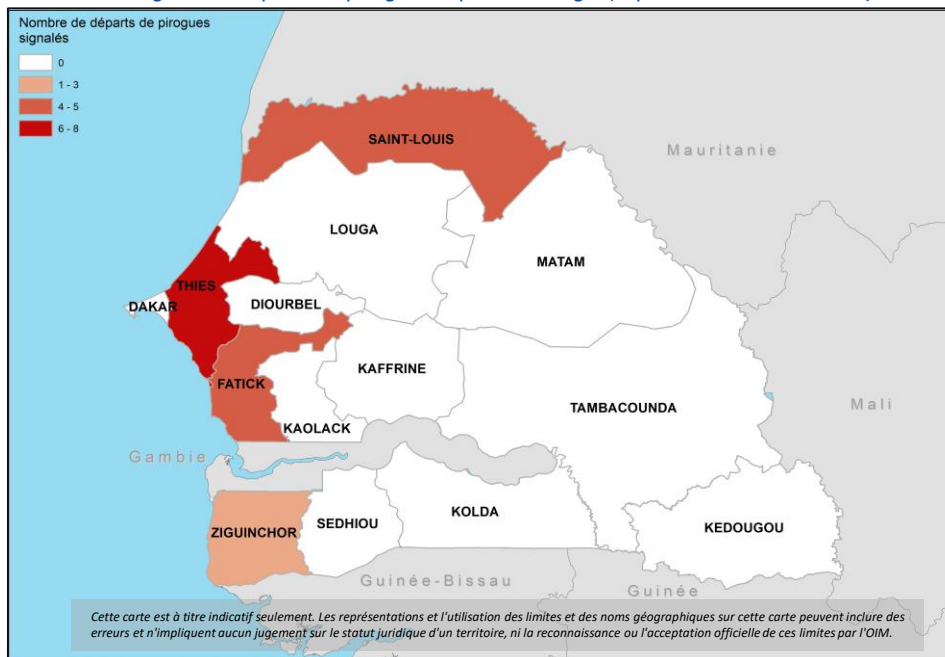 Nombre de départs de pirogues
signalés
0
1 - 3
4 - 5
6 - 8
SAINT-LOUIS
Mauritanie
LOUGA
MATAM
THIES
DAKAR
DIOURBEL
KAFFRINE
FATICK
TAMBACOUNDA
Mali
KAOLACK
Gambie
ZIGUINCHOR
SEDHIOU
KOLDA
KEDOUGOU
Guinée-Bissau
Guinée
Cette carte est à titre indicatif seulement. Les représentations et l'utilisation des limites et des noms géographiques sur cette carte peuvent inclure des
erreurs et n'impliquent aucun jugement sur le statut juridique d'un territoire, ni la reconnaissance ou l'acceptation officielle de ces limites par l'OIM.